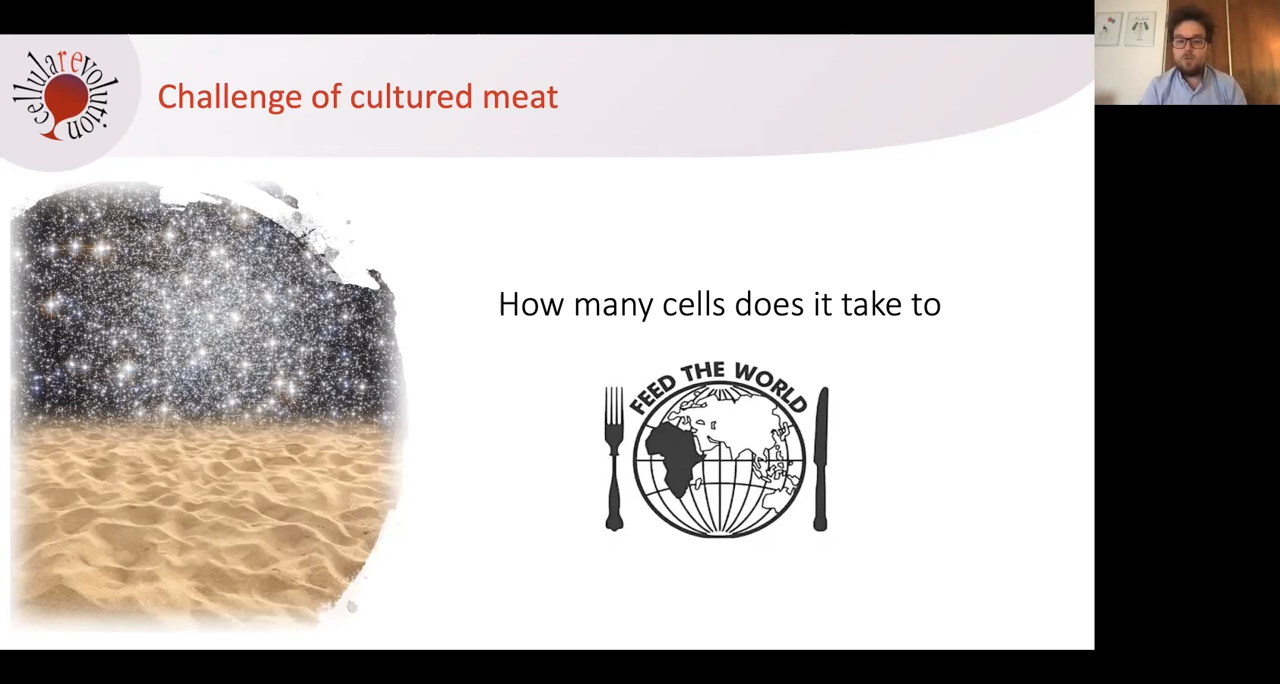 cellularevolution
Challenge of cultured meat
How many cells does it take to
FEED THE WORLD